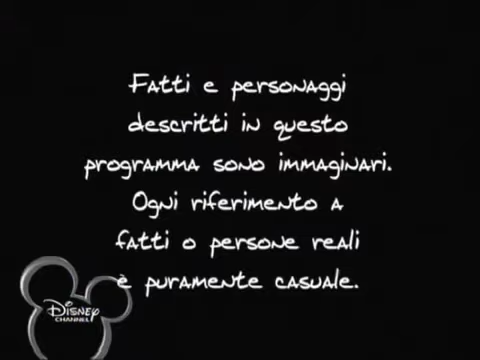 Fatti e personaggi
descritti in questo
programma sono immaginari.
Ogni riferimento a
fatti o persone reali
è puramente casuale.
Disney
CHANNEL